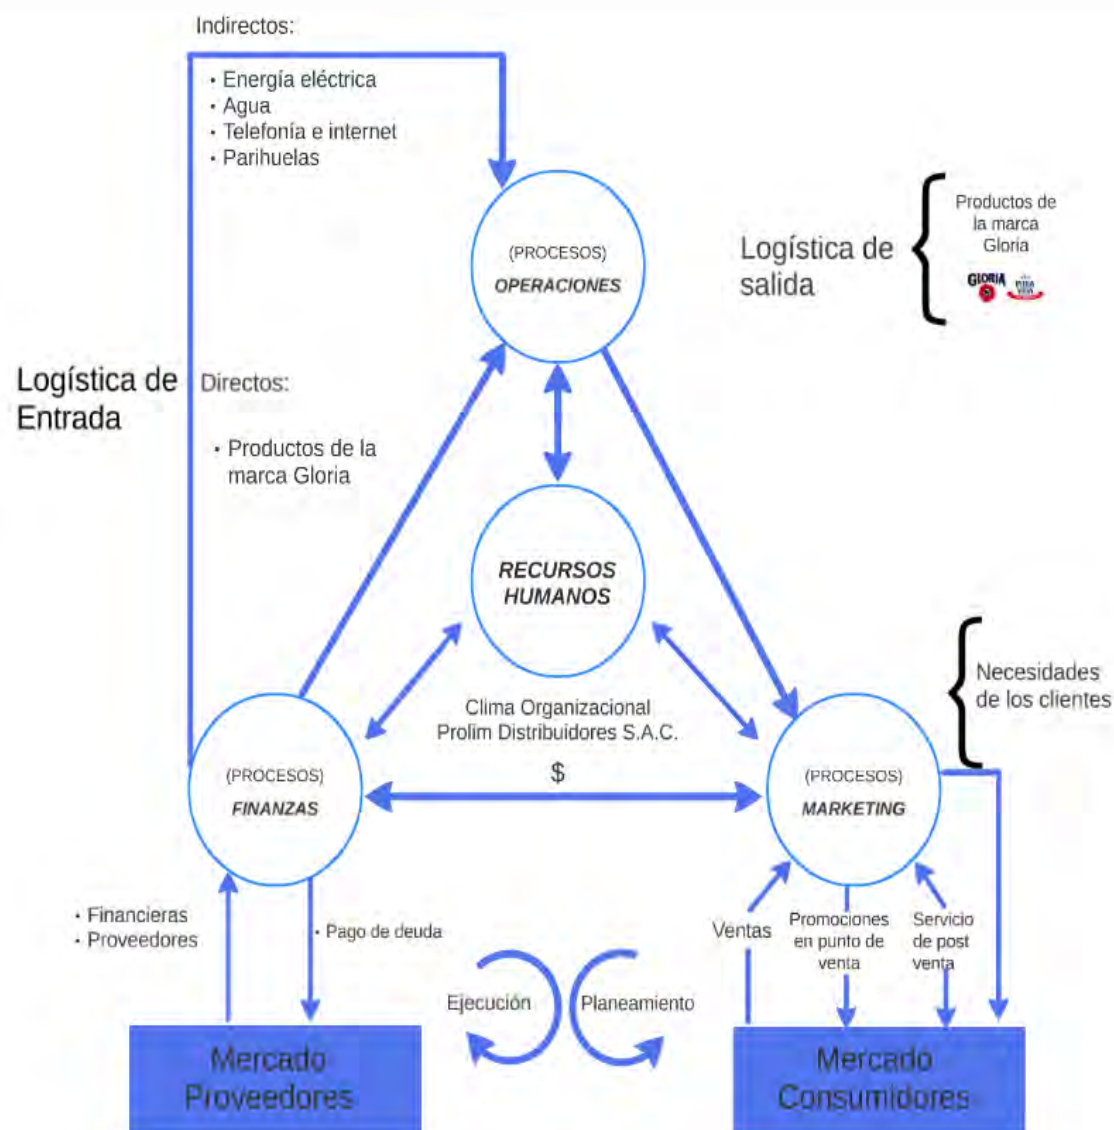 Indirectos:
• Energía eléctrica
• Agua
• Telefonía e internet
• Parihuelas
(PROCESOS)
OPERACIONES
Logística de
salida
Productos de
la marca
Gloria
GLORIA
PURA
VIDA
Logística de
Entrada
Directos:
• Productos de la
marca Gloria
RECURSOS
HUMANOS
Clima Organizacional
Prolim Distribuidores S.A.C.
$
Necesidades
de los clientes
(PROCESOS)
FINANZAS
(PROCESOS)
MARKETING
• Financieras
• Proveedores
• Pago de deuda
Ejecución
Planeamiento
Ventas
Promociones
en punto de
venta
Servicio
de post
venta
Mercado
Proveedores
Mercado
Consumidores